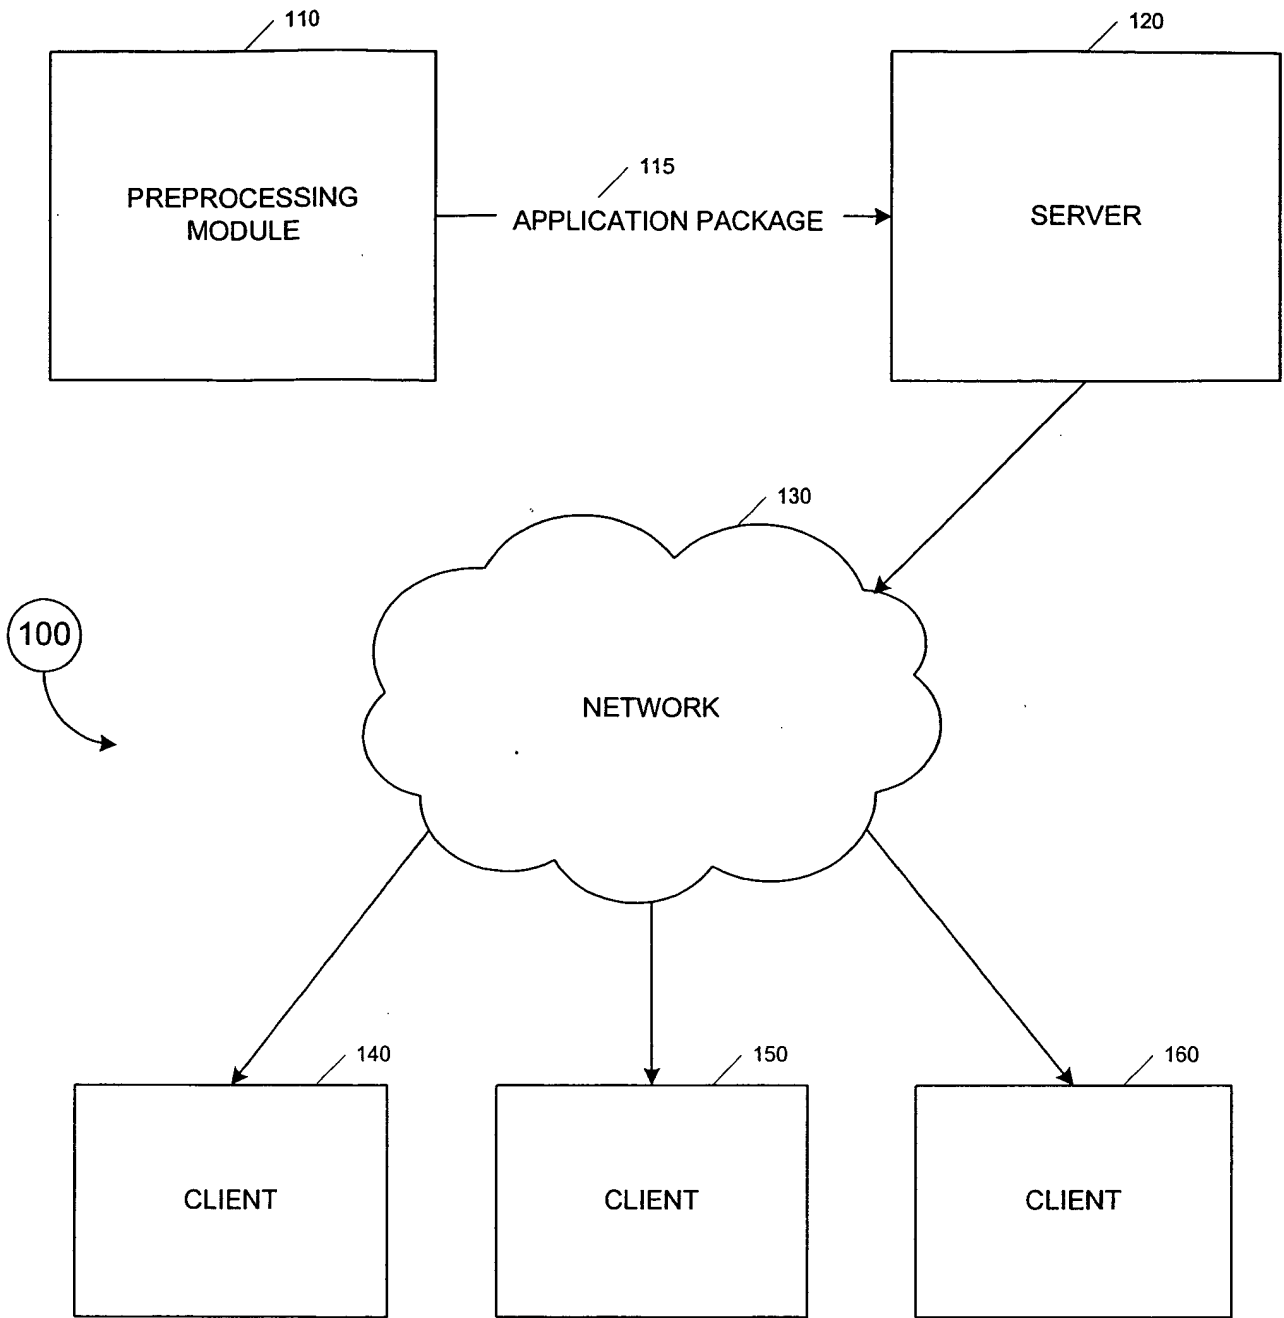 110
120
115
PREPROCESSING
MODULE
APPLICATION PACKAGE
SERVER
130
100
NETWORK
140
150
160
CLIENT
CLIENT
CLIENT